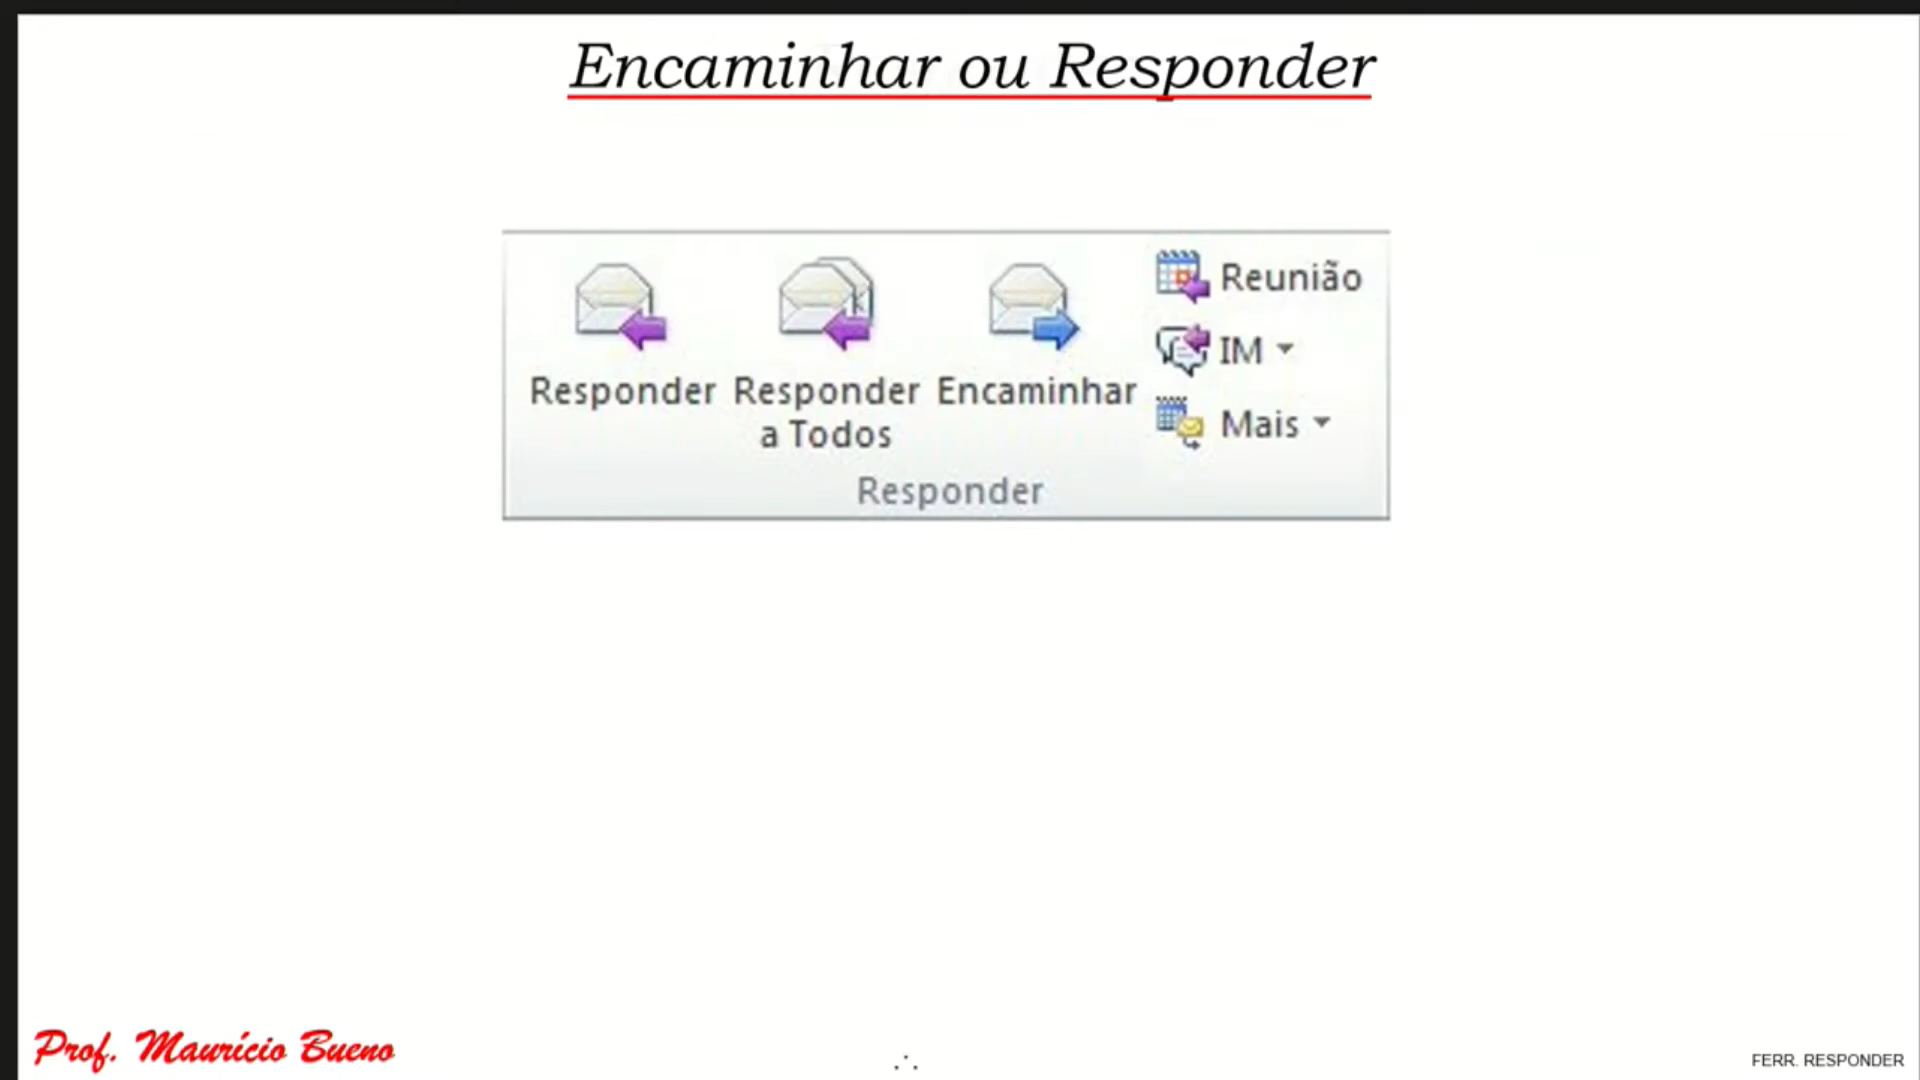 Encaminhar ou Responder
Responder
Responder
a Todos
Encaminhar
Reunião
IM
Mais
Responder
Prof. Maurício Bueno
FERR. RESPONDER